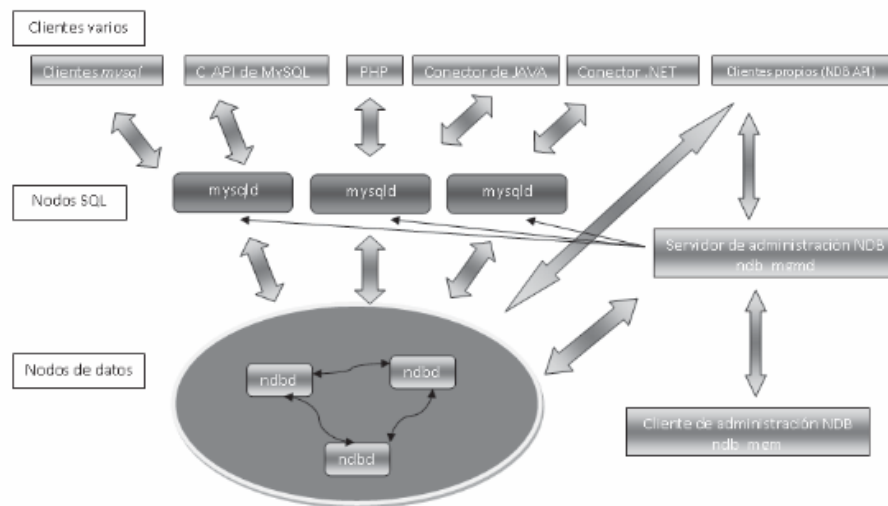 Clientes varios
Clientes mysql
C API de MySQL
PHP
Conector de JAVA
Conector .NET
Clientes propios (NDB API)
Nodos SQL
mysqld
mysqld
mysqld
Servidor de administración NDB
ndb_mgmd
Nodos de datos
ndbd
ndbd
ndbd
Cliente de administración NDB
ndb_mgm